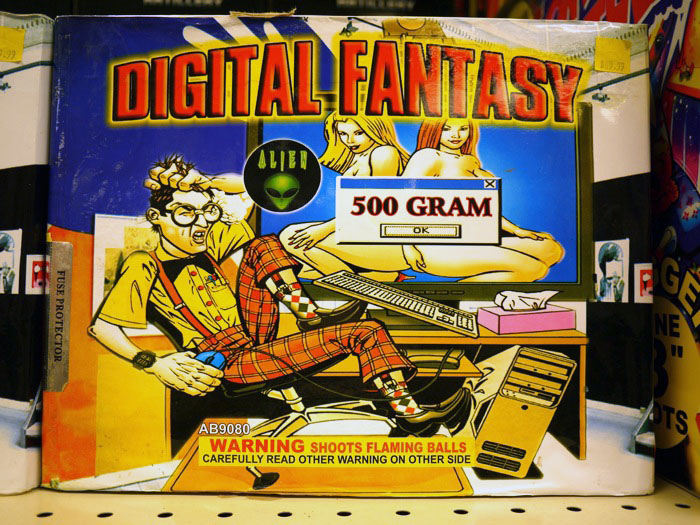 DIGITAL FANTASY
ALIEN
500 GRAM
OK
FUSE PROTECTOR
AB9080
WARNING SHOOTS FLAMING BALLS
CAREFULLY READ OTHER WARNING ON OTHER SIDE